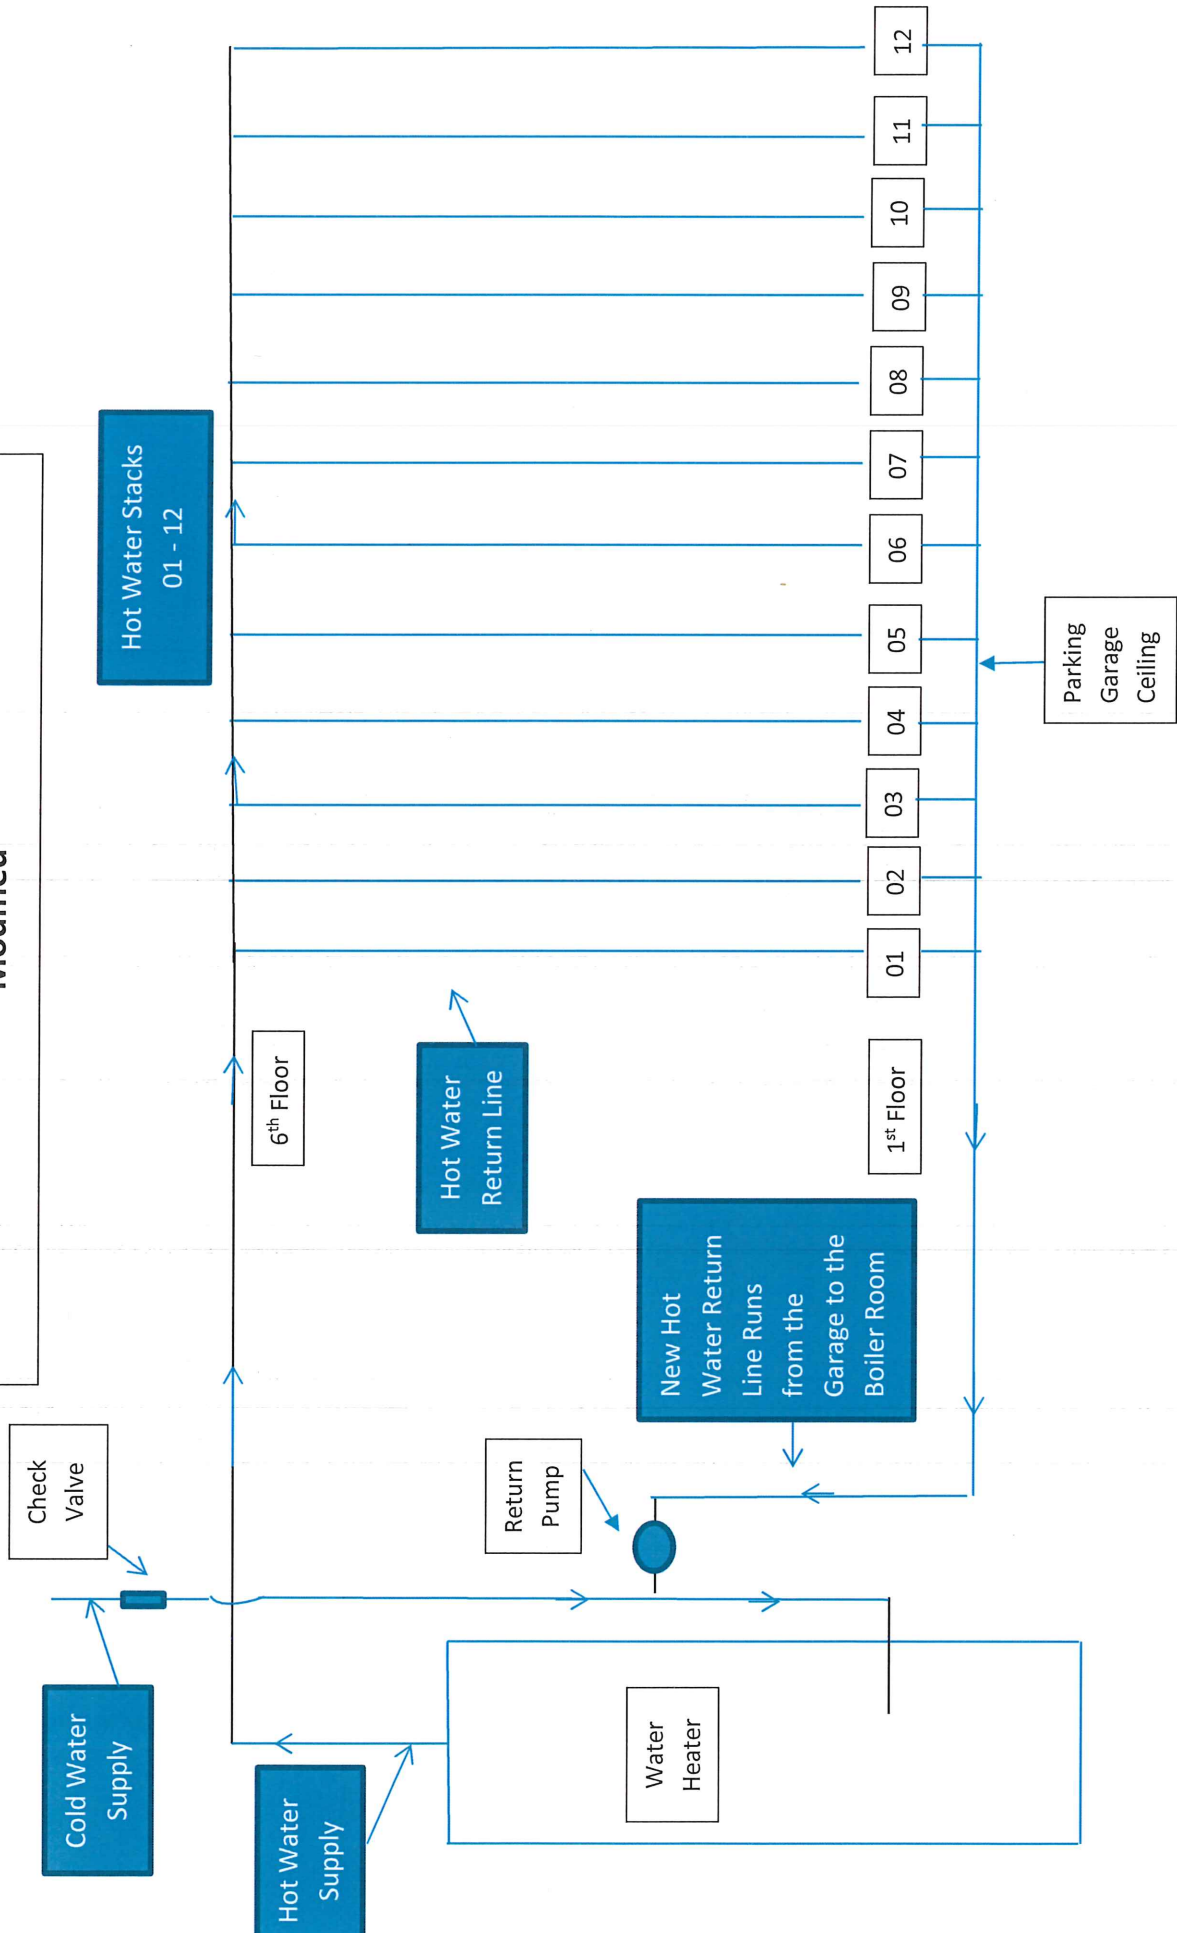 Modified
Cold Water
Supply
Check
Valve
Hot Water Stacks
01 - 12
Hot Water
Supply
6th Floor
Hot Water
Return Line
Return
Pump
Water
Heater
New Hot
Water Return
Line Runs
from the
Garage to the
Boiler Room
1st Floor
01
02
03
04
05
06
07
08
09
10
11
12
Parking
Garage
Ceiling